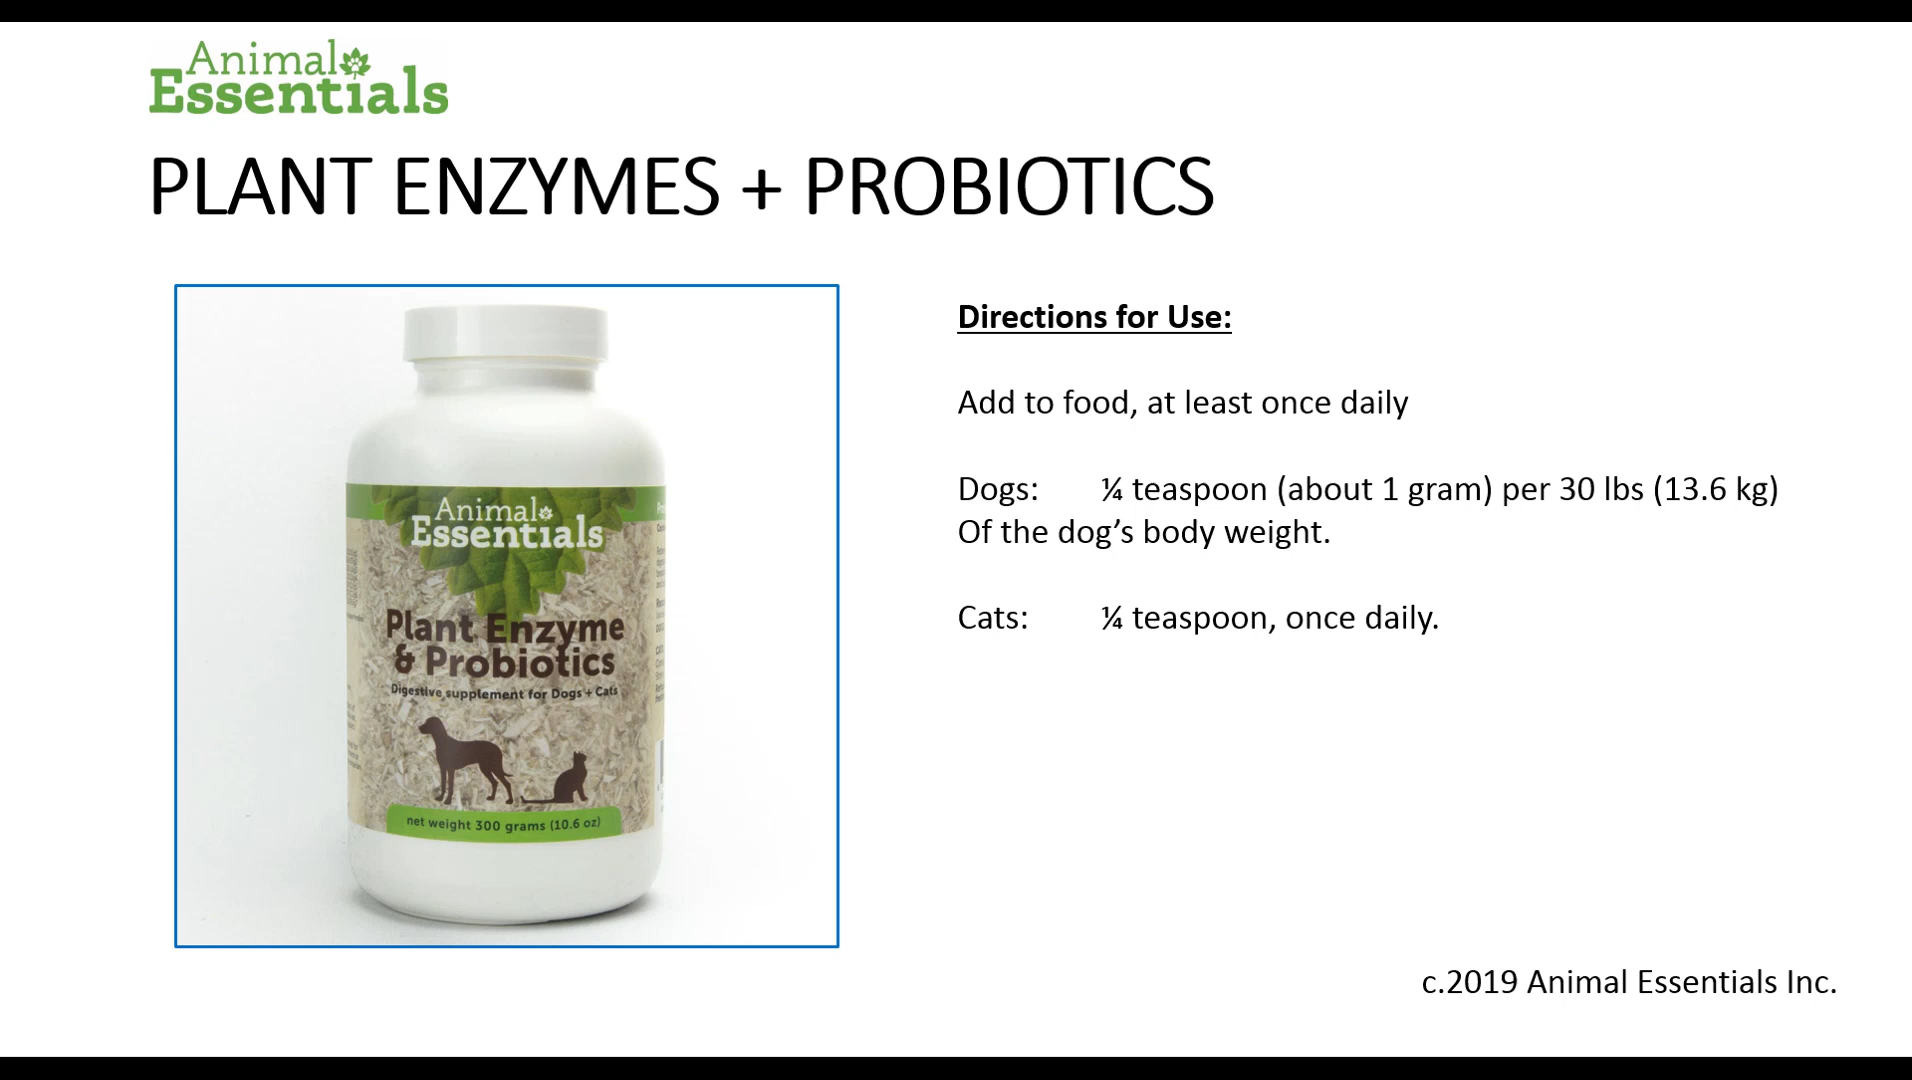 Animal
Essentials
PLANT ENZYMES + PROBIOTICS
Animal
Essentials
Plant Enzyme
& Probiotics
Digestive supplement for Dogs + Cats
net weight 300 grams (10.6 oz)
Directions for Use:
Add to food, at least once daily
Dogs: ¼ teaspoon (about 1 gram) per 30 lbs (13.6 kg)
Of the dog’s body weight.
Cats: ¼ teaspoon, once daily.
c.2019 Animal Essentials Inc.